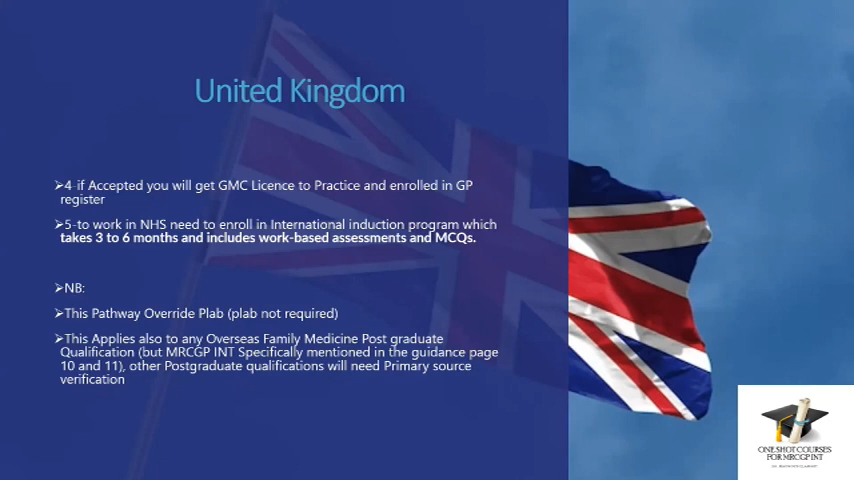 United Kingdom
➢4-if Accepted you will get GMC Licence to Practice and enrolled in GP
register
➢5-to work in NHS need to enroll in International induction program which
takes 3 to 6 months and includes work-based assessments and MCQs.
➢NB:
➢This Pathway Override Plab (plab not required)
➢This Applies also to any Overseas Family Medicine Post graduate
Qualification (but MRCGP INT Specifically mentioned in the guidance page
10 and 11), other Postgraduate qualifications will need Primary source
verification
ONE SHOT COURSES
FOR MRCGP INT